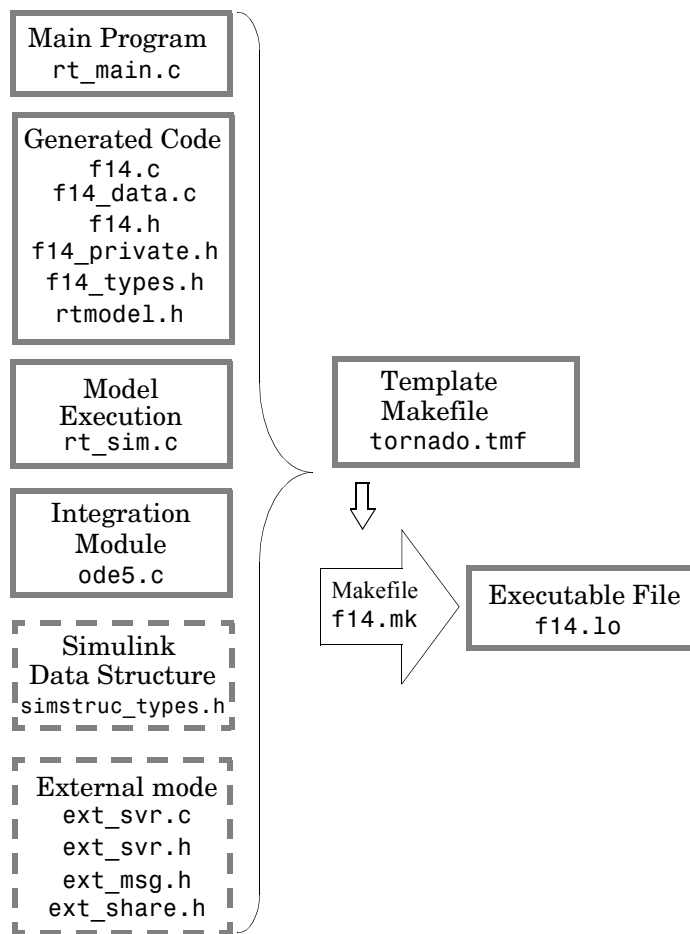 Main Program
rt_main.c
Generated Code
f14.c
f14_data.c
f14.h
f14_private.h
f14_types.h
rtmodel.h
Model
Execution
rt_sim.c
Integration
Module
ode5.c
Simulink
Data Structure
simstruc_types.h
External mode
ext_svr.c
ext_svr.h
ext_msg.h
ext_share.h
Template
Makefile
tornado.tmf
Makefile
f14.mk
Executable File
f14.lo